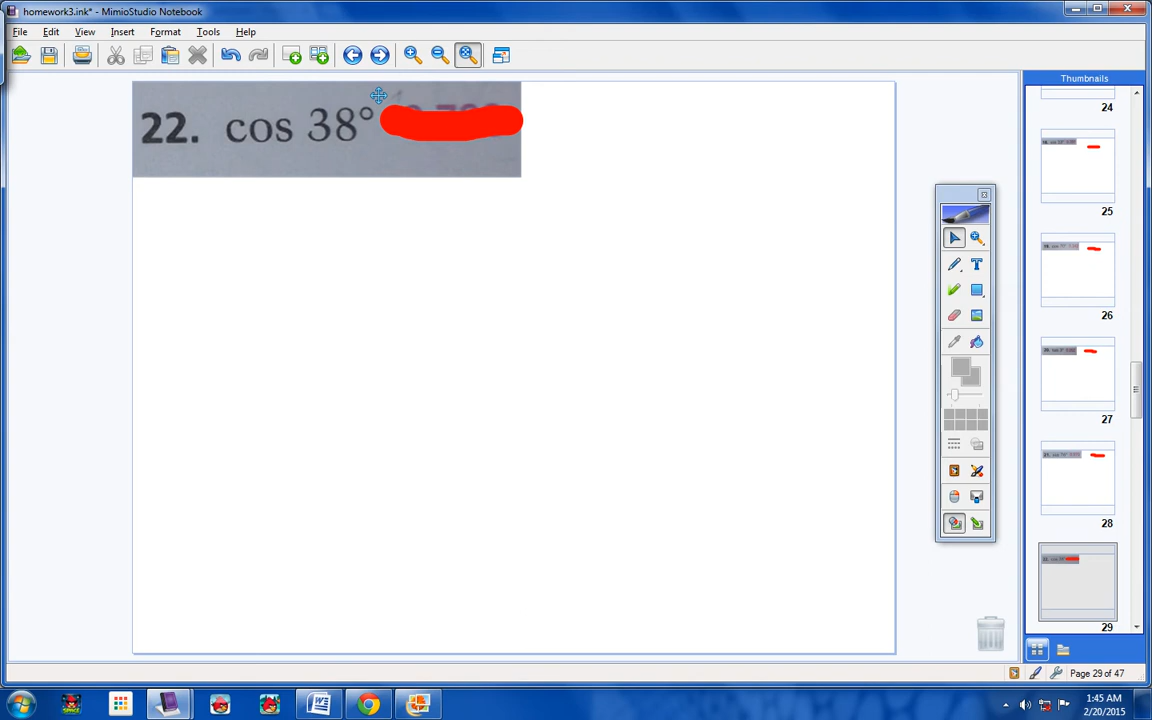 homework3.ink* - MimioStudio Notebook
File Edit View Insert Format Tools Help
Thumbnails
22. cos 38°
24
25
26
27
28
29
Page 29 of 47
1:45 AM
2/20/2015